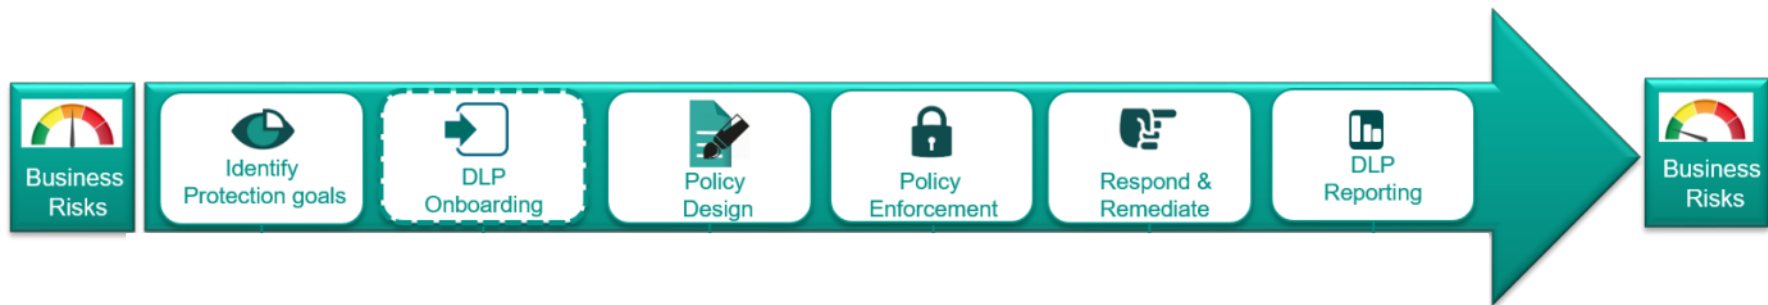 Business
Risks
Identify
Protection goals
DLP
Onboarding
Policy
Design
Policy
Enforcement
Respond &
Remediate
DLP
Reporting
Business
Risks